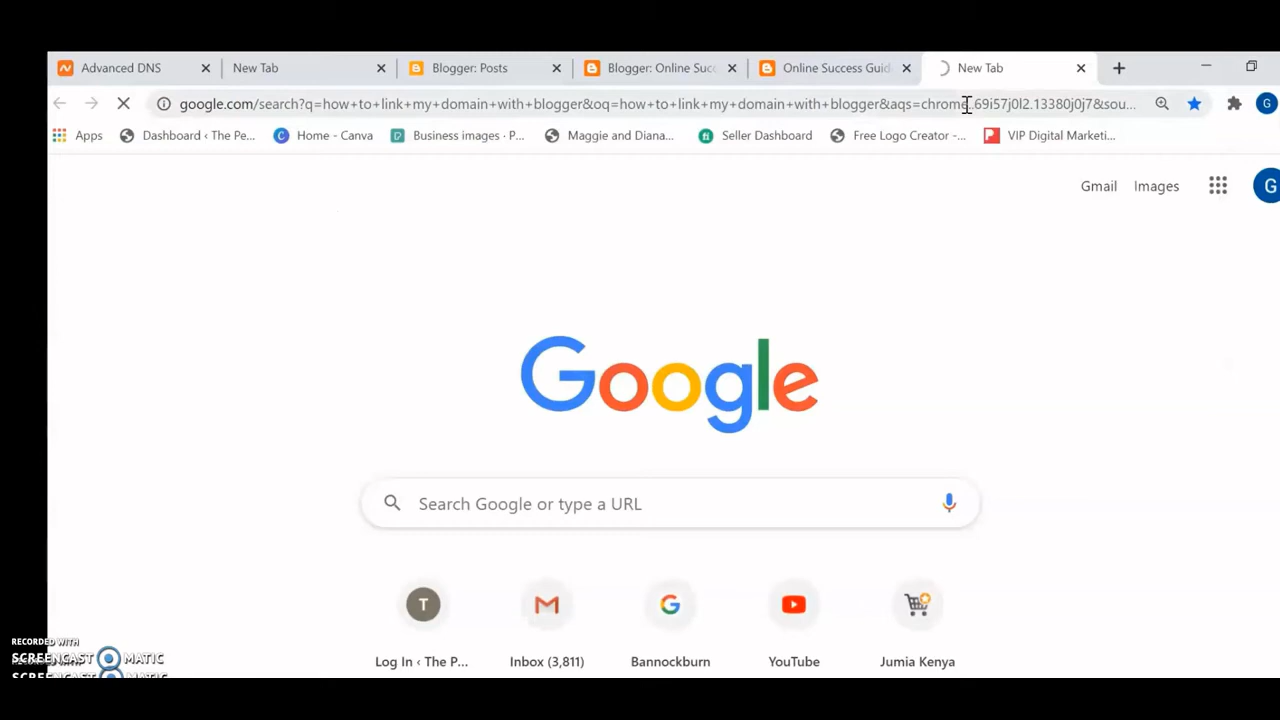 Advanced DNS
New Tab
Blogger: Posts
Blogger: Online Succ
Online Success Guid
New Tab
google.com/search?q=how+to+link+my+domain+with+blogger&oq=how+to+link+my+domain+with+blogger&aqs=chrome.69i57j0l2.13380j0j7&sou...
Apps
Dashboard ‹ The Pe...
Home - Canva
Business images · P...
Maggie and Diana...
Seller Dashboard
Free Logo Creator -...
VIP Digital Marketi...
Gmail
Images
G
Google
Search Google or type a URL
T
Log In ‹ The P...
Inbox (3,811)
Bannockburn
YouTube
Jumia Kenya
RECORDED WITH
SCREENCAST MATIC